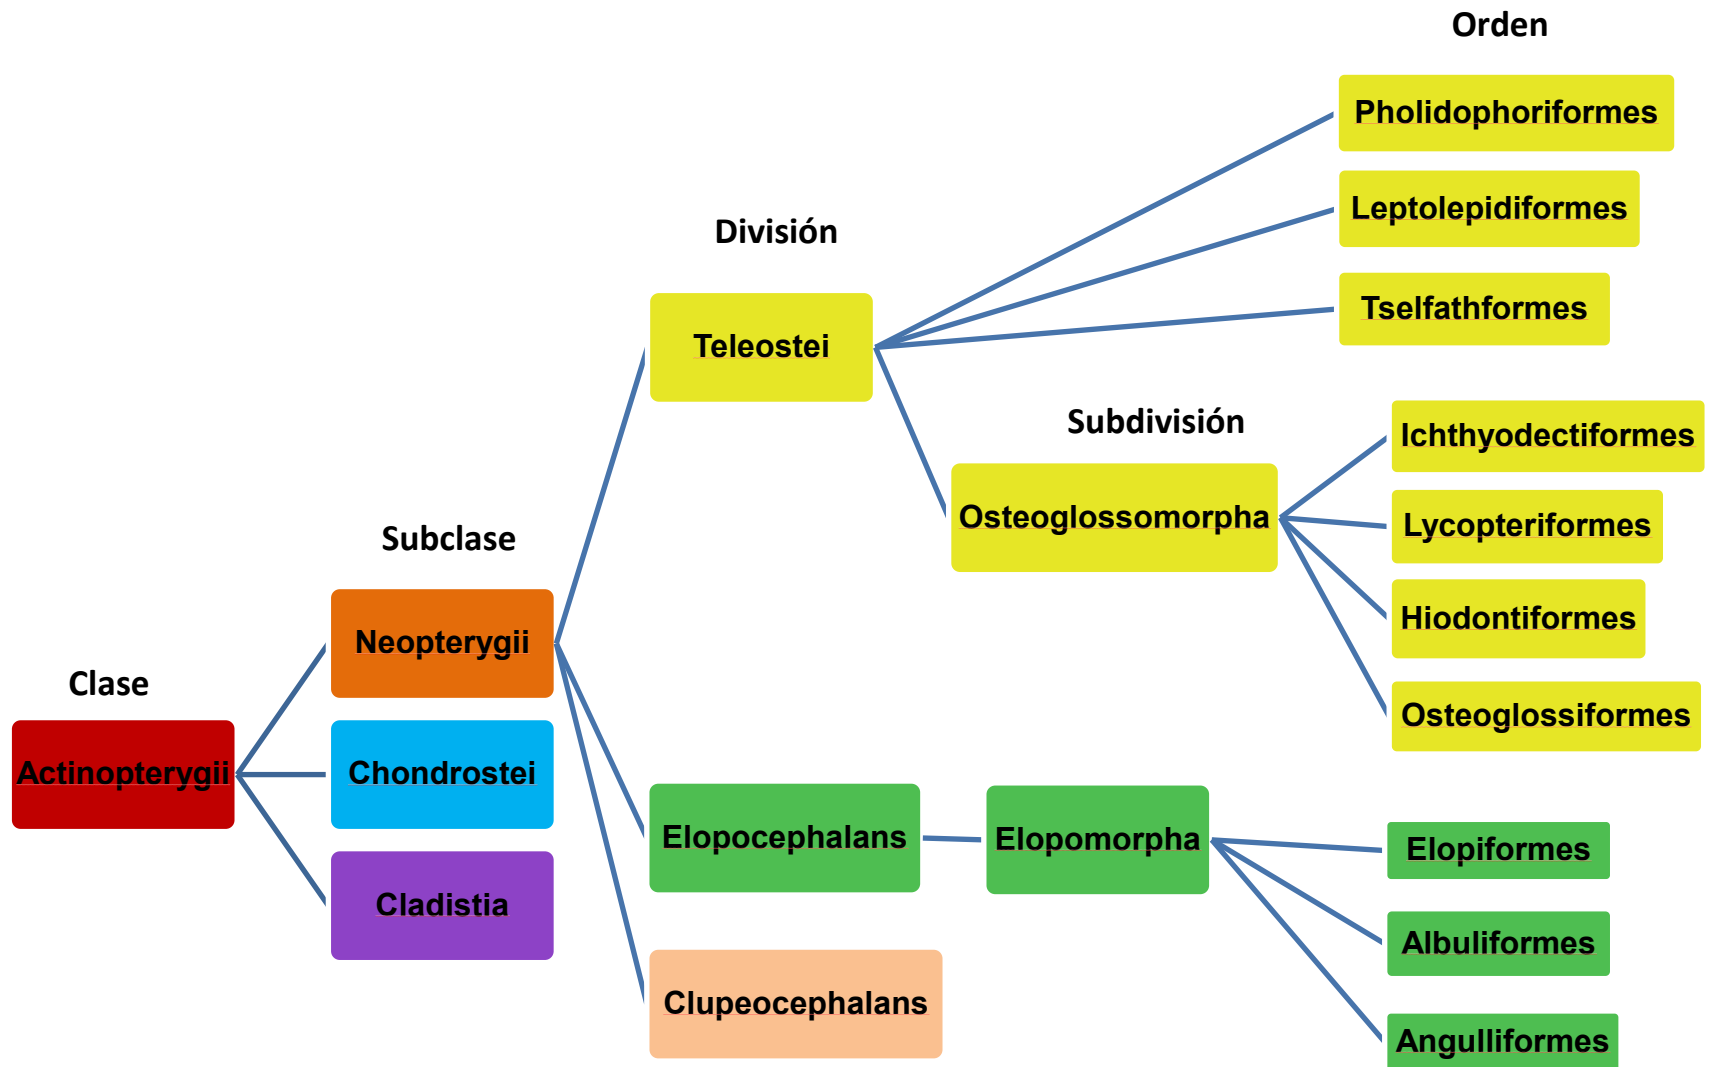 Orden
Pholidophoriformes
Leptolepidiformes
División
Tselfathformes
Teleostei
Subdivisión
Ichthyodectiformes
Osteoglossomorpha
Lycopteriformes
Subclase
Hiodontiformes
Neopterygii
Clase
Osteoglossiformes
Actinopterygii
Chondrostei
Elopocephalans
Elopomorpha
Elopiformes
Cladistia
Albuliformes
Clupeocephalans
Angulliformes